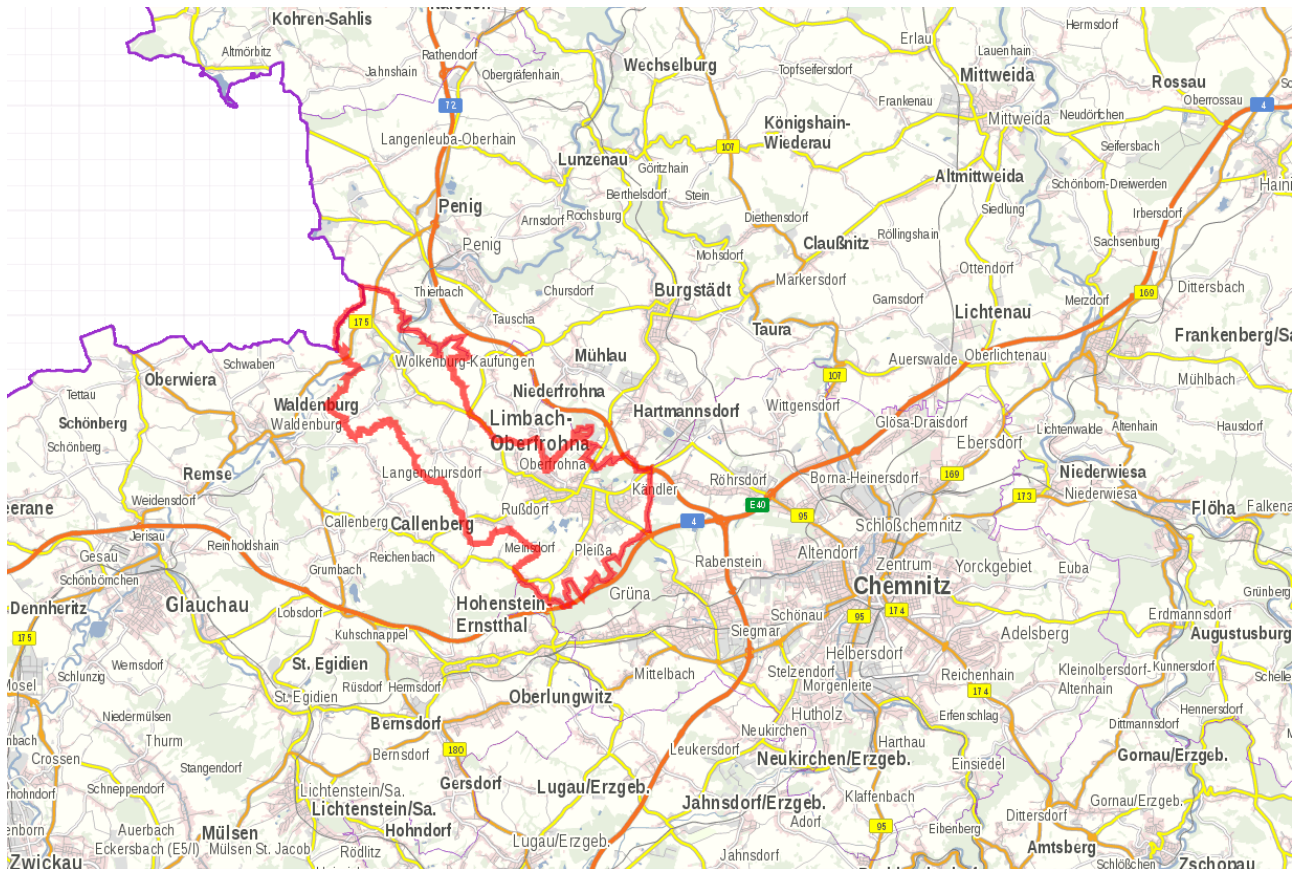 Kohren-Sahlis
Altmörbitz
Rathendorf
Jahnshain
Obergräfenhain
72
Langenleuba-Oberhain
Wechselburg
Topfseifersdorf
Erlau
Hermsdorf
Lauenhain
Mittweida
Rossau
Frankenau
Oberrossau
4
Mittweida
Neudörfchen
Königshain-
Wiederau
107
Seifersbach
Lunzenau
Göritzhain
Altmittweida
Schönborn-Dreiwerden
Berthelsdorf
Stein
Penig
Arnsdorf
Rochsburg
Diethensdorf
Siedlung
Irbersdorf
Röllingshain
Claußnitz
Sachsenburg
Penig
Mohsdorf
Ottendorf
Markersdorf
Thierbach
Chursdorf
Burgstädt
Garnsdorf
Merzdorf
169
Dittersbach
Lichtenau
175
Tauscha
Taura
Frankenberg/Sa
Schwaben
Wolkenburg-Kaufungen
Mühlau
Auerswalde
Oberlichtenau
Oberwiera
107
Mühlbach
Tettau
Niederfrohna
Waldenburg
Hartmannsdorf
Wittgensdorf
Schönberg
Waldenburg
Limbach-
Oberfrohna
Glösa-Draisdorf
Lichtenwalde
Altenhain
Hausdorf
Schönberg
Ebersdorf
Oberfrohna
Remse
Langenchursdorf
Kändler
Röhrsdorf
Borna-Heinersdorf
169
Niederwiesa
Weidensdorf
Niederwiesa
173
Rußdorf
E40
95
Flöha
Falkena
eerane
Callenberg
Callenberg
4
Schloßchemnitz
Jerisau
Reinholdshain
Meinsdorf
Pleißa
Altendorf
Gesau
Reichenbach
Rabenstein
Zentrum
Yorckgebiet
Euba
Schönbörnchen
Grumbach
Chemnitz
Grüna
Grünberg
Dennheritz
Glauchau
Lobsdorf
Hohenstein-
Ernstthal
Schönau
95
174
Erdmannsdorf
175
Kuhschnappel
Siegmar
Adelsberg
Augustusburg
Wernsdorf
St. Egidien
Helbersdorf
Mosel
Schlunzig
Mittelbach
Stelzendorf
Reichenhain
Kleinolbersdorf-
Altenhain
Kunnersdorf
Rüsdorf
Hermsdorf
Morgenleite
174
St. Egidien
Oberlungwitz
Hennersdorf
Niedermülsen
Bernsdorf
Hutholz
Erfenschlag
Dittmannsdorf
Thurm
Neukirchen
Harthau
180
Leukersdorf
Crossen
Bernsdorf
Neukirchen/Erzgeb.
Gornau/Erzgeb.
Stangendorf
Einsiedel
Schneppendorf
Lichtenstein/Sa.
Gersdorf
Lugau/Erzgeb.
Klaffenbach
Lichtenstein/Sa.
Jahnsdorf/Erzgeb.
Gornau/Erzgeb.
Dittersdorf
Adorf
Auerbach
Mülsen
Hohndorf
95
Eibenberg
Eckersbach (E5/I)
Mülsen St. Jacob
Rödlitz
Lugau/Erzgeb.
Jahnsdorf
Amtsberg
Zwickau
Schlößchen
Zschopau